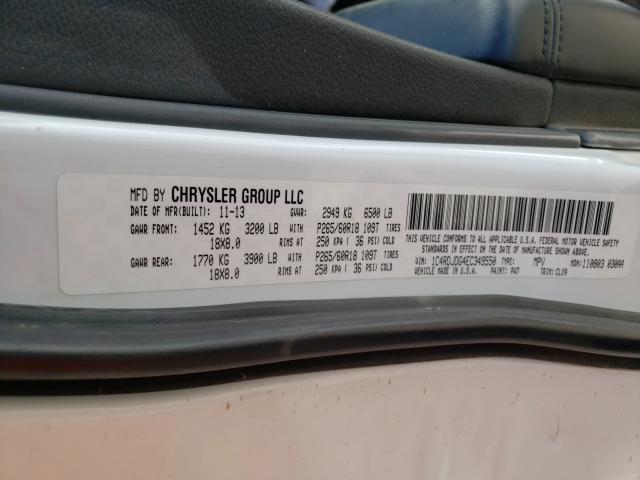 MFD BY CHRYSLER GROUP LLC
DATE OF MFR(BUILT): 11-13 GVWR: 2949 KG 6500 LB
GAWR FRONT: 1452 KG 3200 LB WITH P265/60R18 109T TIRES
18X8.0 RIMS AT 250 KPA ( 36 PSI) COLD
GAWR REAR: 1770 KG 3900 LB WITH P265/60R18 109T TIRES
18X8.0 RIMS AT 250 KPA ( 36 PSI) COLD
THIS VEHICLE CONFORMS TO ALL APPLICABLE U.S.A. FEDERAL MOTOR VEHICLE SAFETY
STANDARDS IN EFFECT ON THE DATE OF MANUFACTURE SHOWN ABOVE.
VIN: 1C4RDJDG4EC349550 TYPE: MPV MDH: 110803 030AA
VEHICLE MADE IN U.S.A. PAINT: PW7 TRIM: CLV9